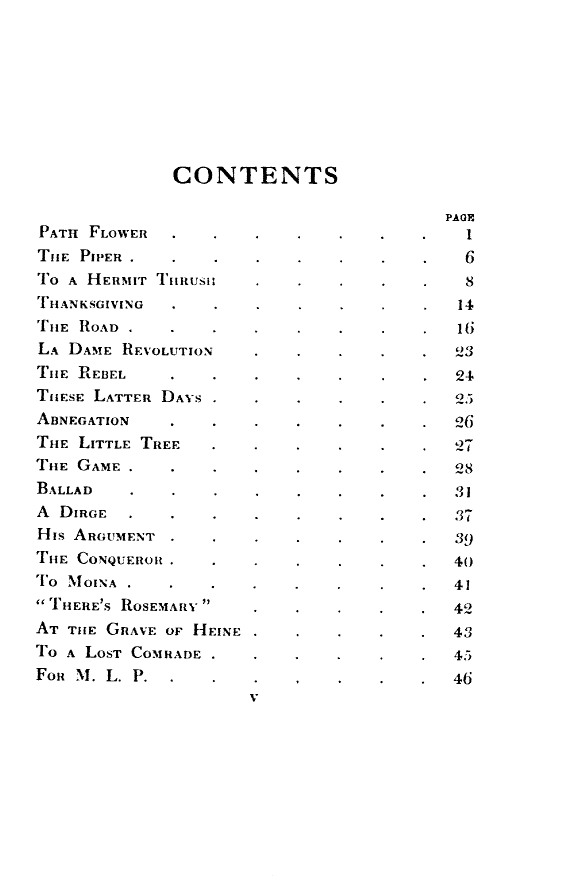 CONTENTS
PAGE
PATH FLOWER . . . . . . . 1
THE PIPER . . . . . . . . 6
TO A HERMIT THRUSH . . . . . 8
THANKSGIVING . . . . . . . 14
THE ROAD . . . . . . . . 16
LA DAME REVOLUTION . . . . . 23
THE REBEL . . . . . . . 24
THESE LATTER DAYS . . . . . . 25
ABNEGATION . . . . . . . 26
THE LITTLE TREE . . . . . . 27
THE GAME . . . . . . . . 28
BALLAD . . . . . . . . 31
A DIRGE . . . . . . . . 37
HIS ARGUMENT . . . . . . . 39
THE CONQUEROR . . . . . . . 40
TO MOINA . . . . . . . . 41
“THERE'S ROSEMARY” . . . . . 42
AT THE GRAVE OF HEINE . . . . . 43
TO A LOST COMRADE . . . . . . 45
FOR M. L. P. . . . . . . . 46
v